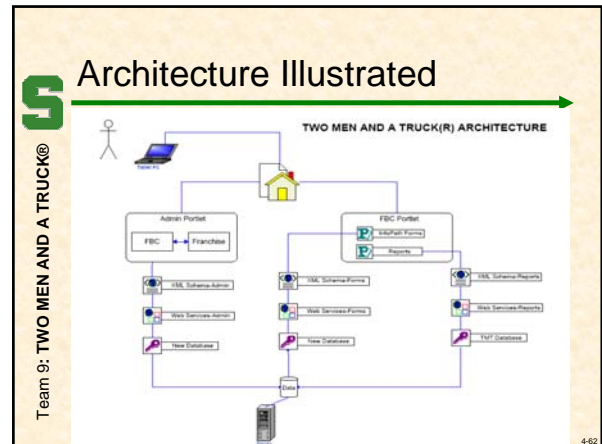 Architecture Illustrated
S
Team 9: TWO MEN AND A TRUCK®
TWO MEN AND A TRUCK(R) ARCHITECTURE
Tablet PC
Admin Portlet
FBC
Franchise
FBC Portlet
InfoPath Forms
Reports
XML Schema-Admin
XML Schema-Forms
XML Schema-Reports
Web Services-Admin
Web Services-Forms
Web Services-Reports
New Database
New Database
TMT Database
Data
4-62